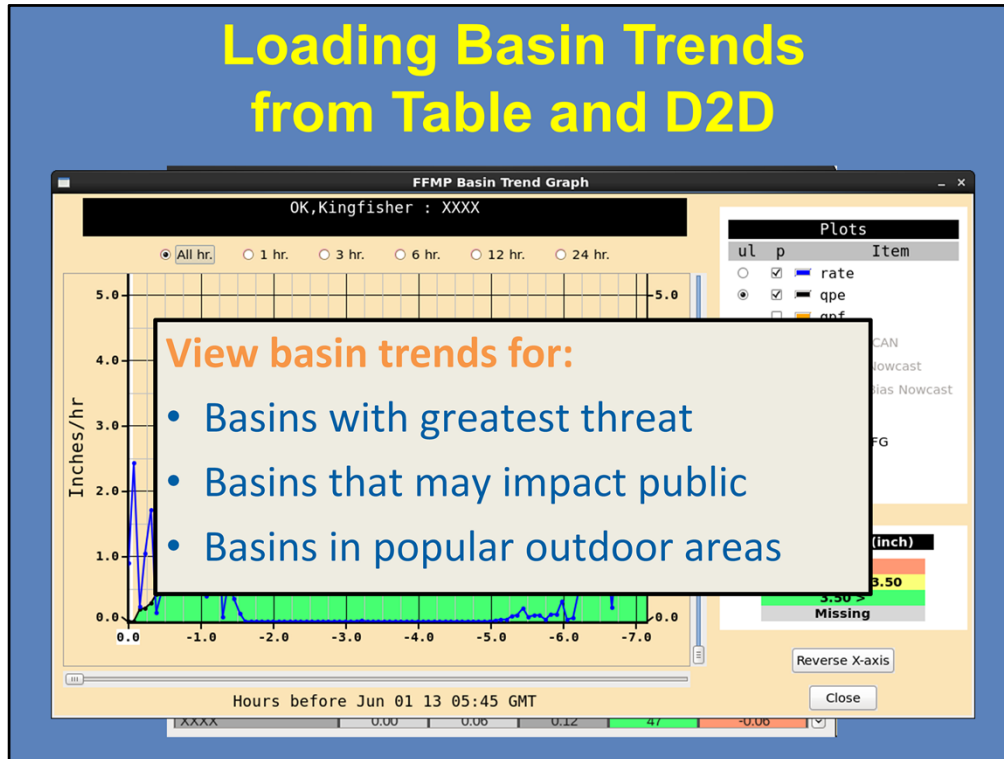 Loading Basin Trends
from Table and D2D
FFMP Basin Trend Graph
OK,Kingfisher : XXXX
All hr. 1 hr. 3 hr. 6 hr. 12 hr. 24 hr.
Plots
ul p Item
rate
qpe
qpf
CAN
Nowcast
Bias Nowcast
FG
5.0
4.0
3.0
2.0
1.0
0.0
Inches/hr
5.0
0.0
View basin trends for:
• Basins with greatest threat
• Basins that may impact public
• Basins in popular outdoor areas
(inch)
3.50
3.50 >
Missing
0.0 -1.0 -2.0 -3.0 -4.0 -5.0 -6.0 -7.0
Hours before Jun 01 13 05:45 GMT
Reverse X-axis
Close
XXXX 0.00 0.06 0.12 47 -0.06